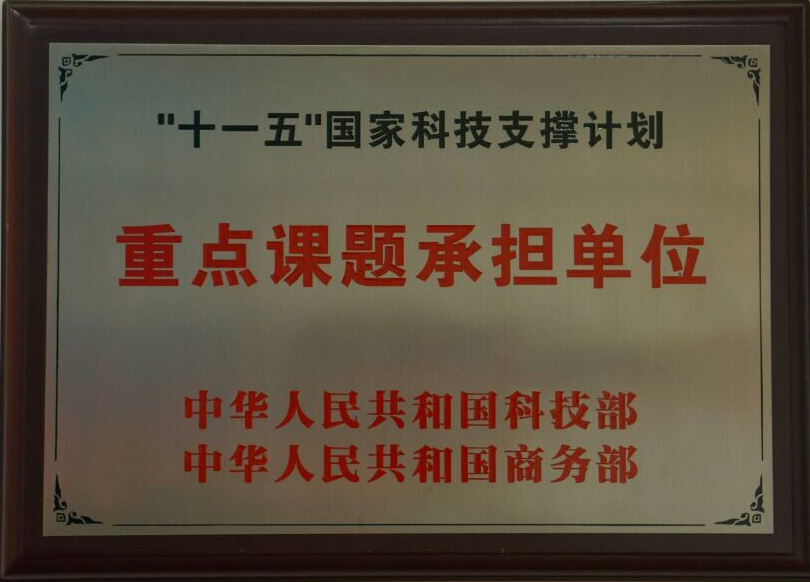 "十一五"国家科技支撑计划
重点课题承担单位
中华人民共和国科技部
中华人民共和国商务部